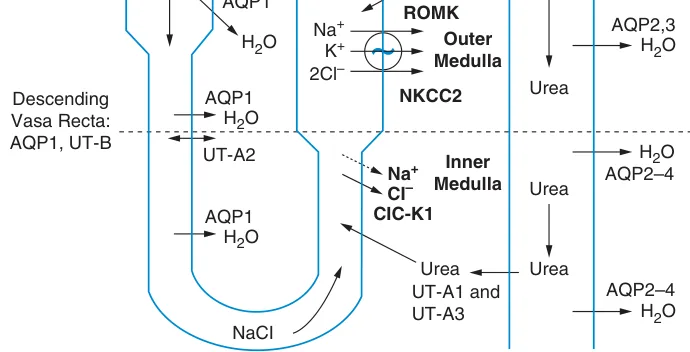 AQP1
H₂O
ROMK
Na⁺
K⁺
2Cl⁻
~
Outer
Medulla
NKCC2
AQP2,3
H₂O
Urea
Descending
Vasa Recta:
AQP1, UT-B
AQP1
H₂O
UT-A2
Na⁺
Cl⁻
ClC-K1
Inner
Medulla
H₂O
AQP2–4
Urea
AQP1
H₂O
Urea
UT-A1 and
UT-A3
Urea
AQP2–4
H₂O
NaCl